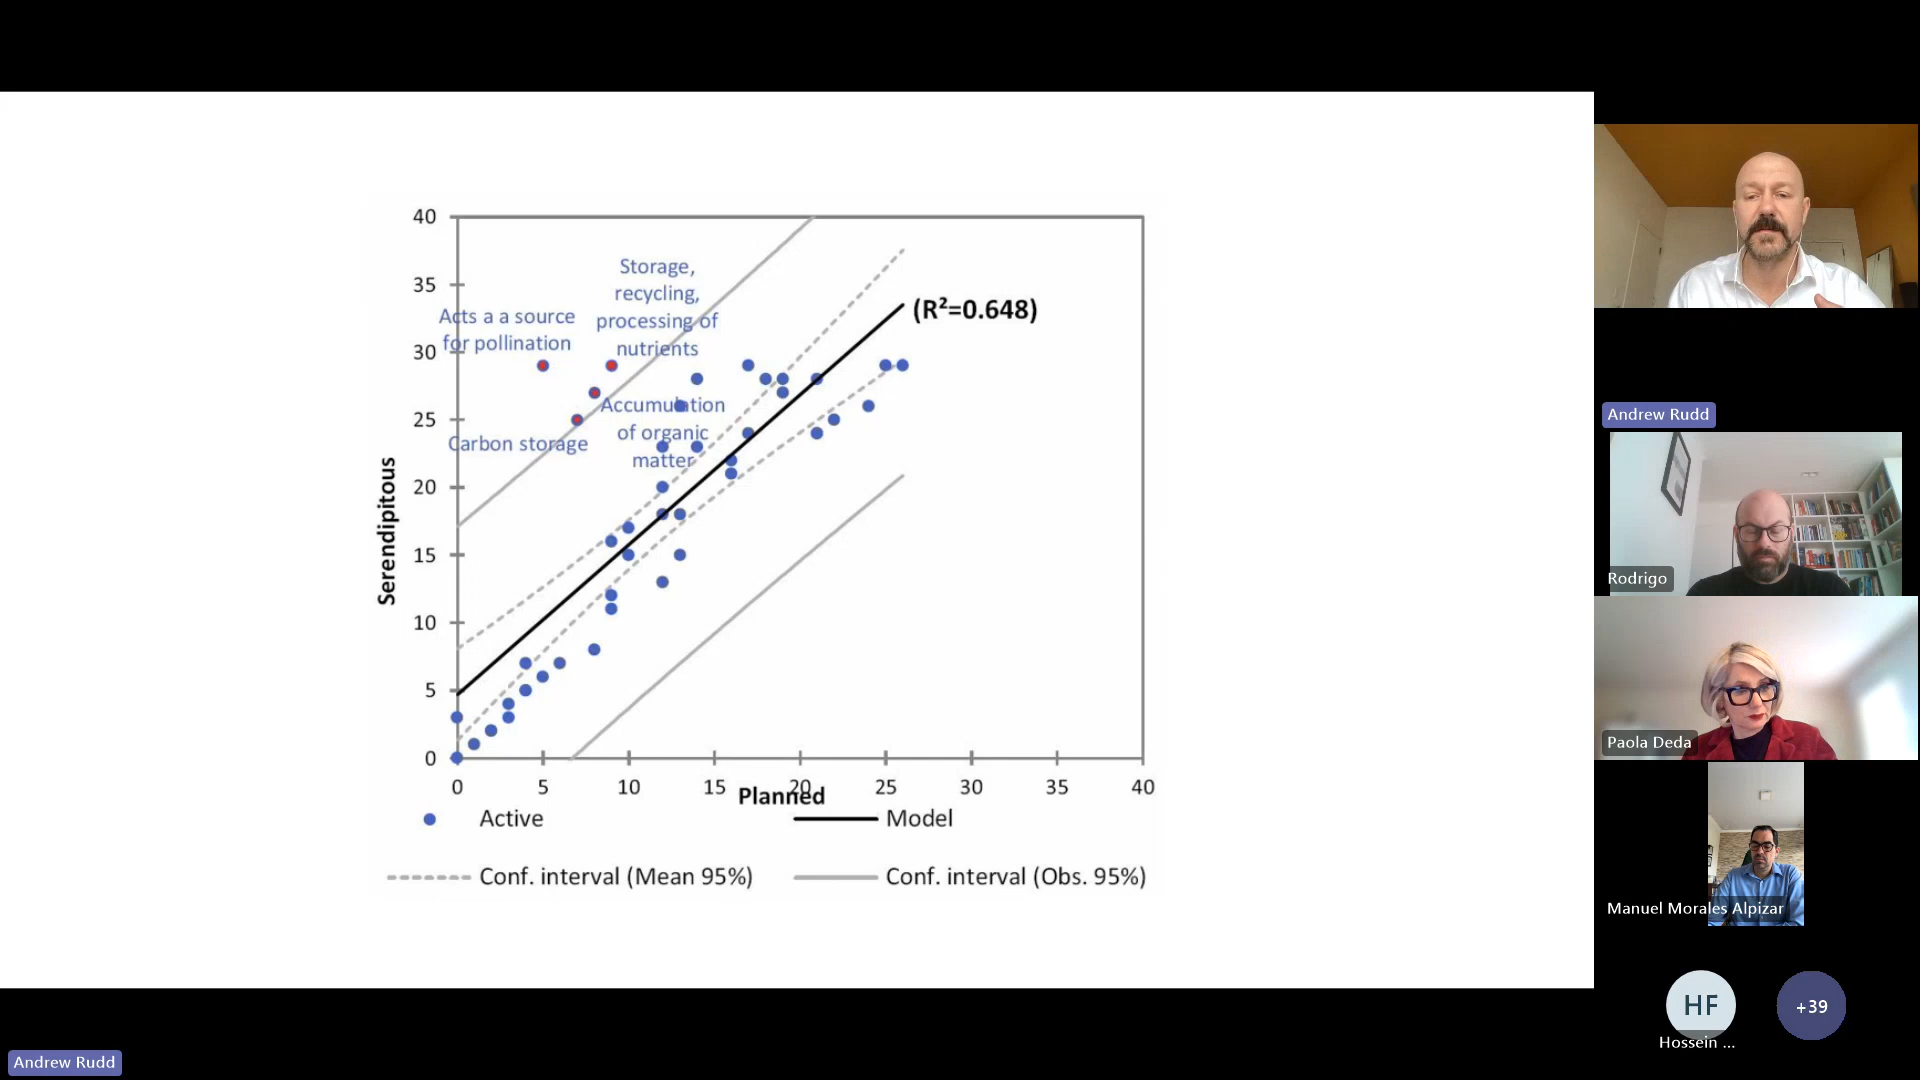 40
35
30
25
20
15
10
5
0
Serendipitous
Acts a a source
for pollination
Storage,
recycling,
processing of
nutrients
Carbon storage
Accumulation
of organic
matter
(R²=0.648)
0 5 10 15 20 25 30 35 40
Planned
Active
Model
Conf. interval (Mean 95%)
Conf. interval (Obs. 95%)
Andrew Rudd
Rodrigo
Paola Deda
Manuel Morales Alpizar
HF
Hossein ...
+39
Andrew Rudd